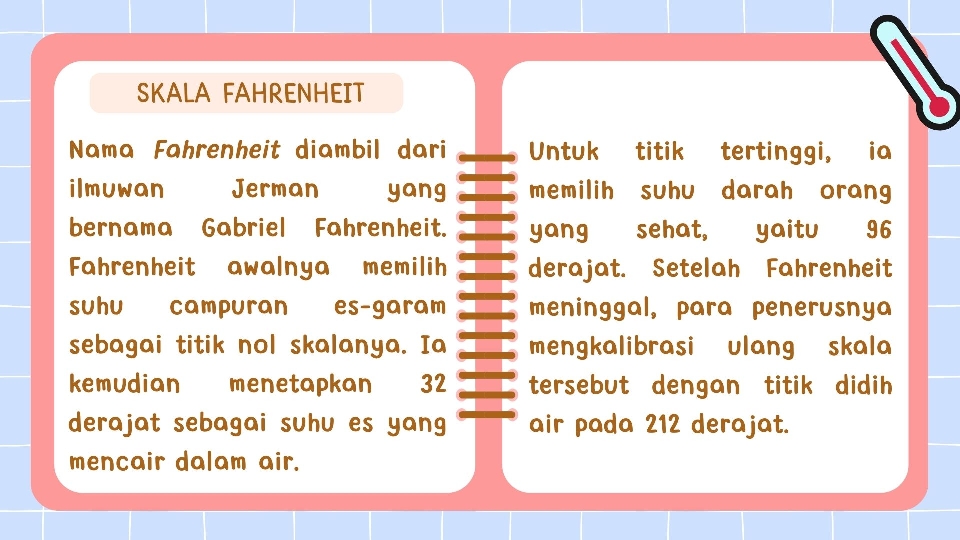 SKALA FAHRENHEIT
Nama Fahrenheit diambil dari
ilmuwan Jerman yang
bernama Gabriel Fahrenheit.
Fahrenheit awalnya memilih
suhu campuran es-garam
sebagai titik nol skalanya. Ia
kemudian menetapkan 32
derajat sebagai suhu es yang
mencair dalam air.
Untuk titik tertinggi, ia
memilih suhu darah orang
yang sehat, yaitu 96
derajat. Setelah Fahrenheit
meninggal, para penerusnya
mengkalibrasi ulang skala
tersebut dengan titik didih
air pada 212 derajat.